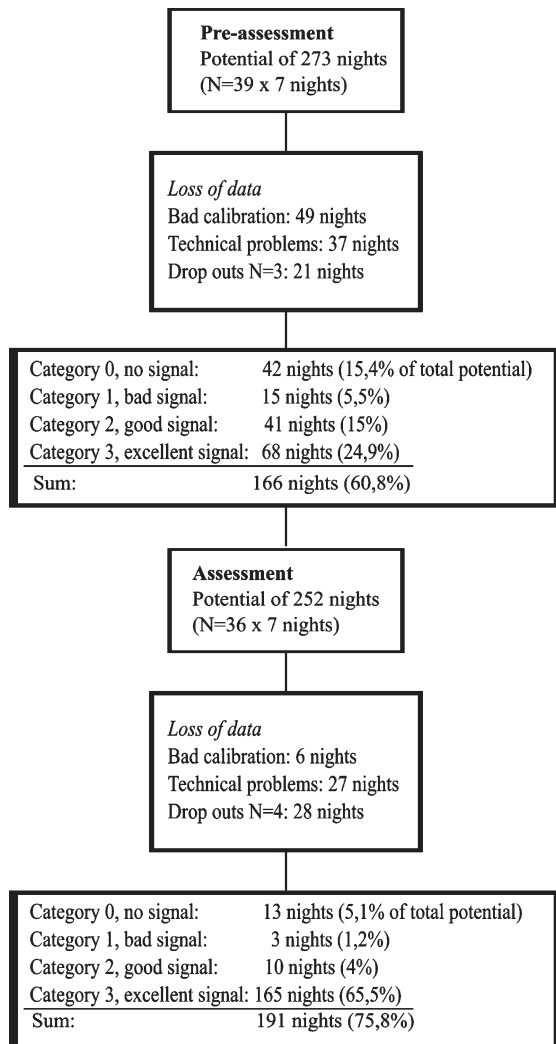 Pre-assessment
Potential of 273 nights
(N=39 x 7 nights)
Loss of data
Bad calibration: 49 nights
Technical problems: 37 nights
Drop outs N=3: 21 nights
Category 0, no signal: 42 nights (15,4% of total potential)
Category 1, bad signal: 15 nights (5,5%)
Category 2, good signal: 41 nights (15%)
Category 3, excellent signal: 68 nights (24,9%)
Sum: 166 nights (60,8%)
Assessment
Potential of 252 nights
(N=36 x 7 nights)
Loss of data
Bad calibration: 6 nights
Technical problems: 27 nights
Drop outs N=4: 28 nights
Category 0, no signal: 13 nights (5,1% of total potential)
Category 1, bad signal: 3 nights (1,2%)
Category 2, good signal: 10 nights (4%)
Category 3, excellent signal: 165 nights (65,5%)
Sum: 191 nights (75,8%)